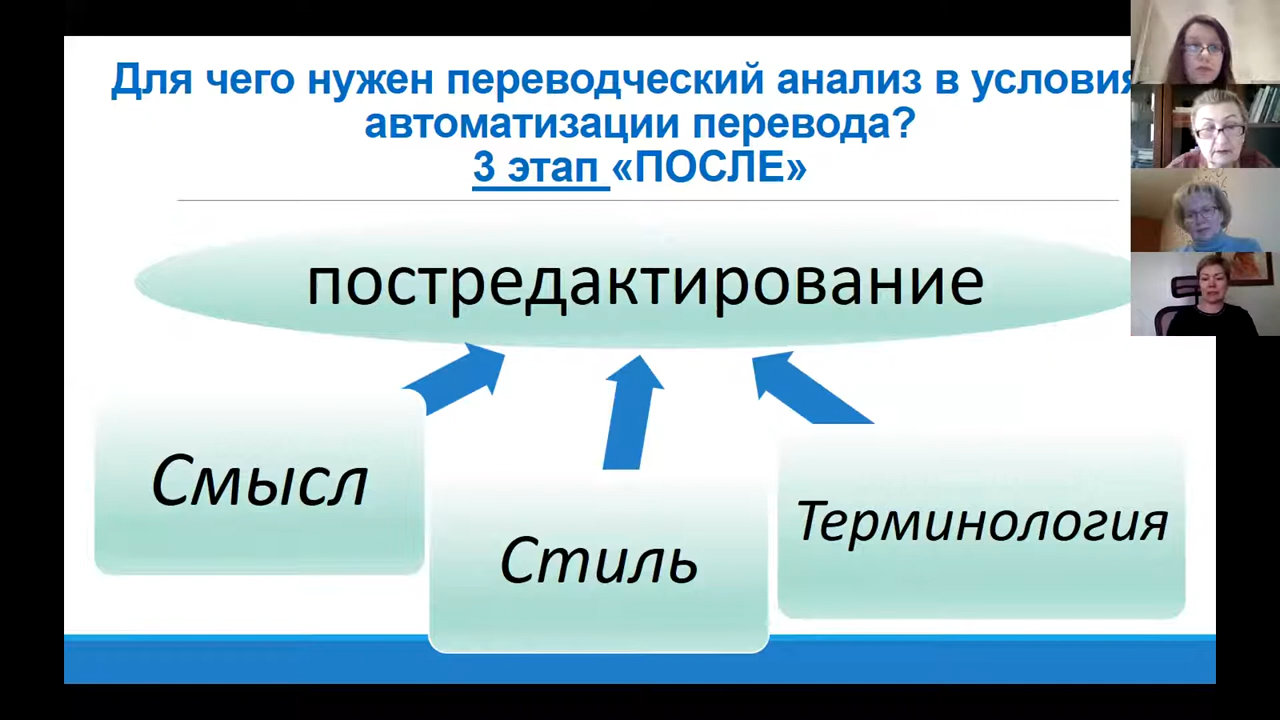 Для чего нужен переводческий анализ в условия
автоматизации перевода?
3 этап «ПОСЛЕ»
постредактирование
Смысл
Стиль
Терминология